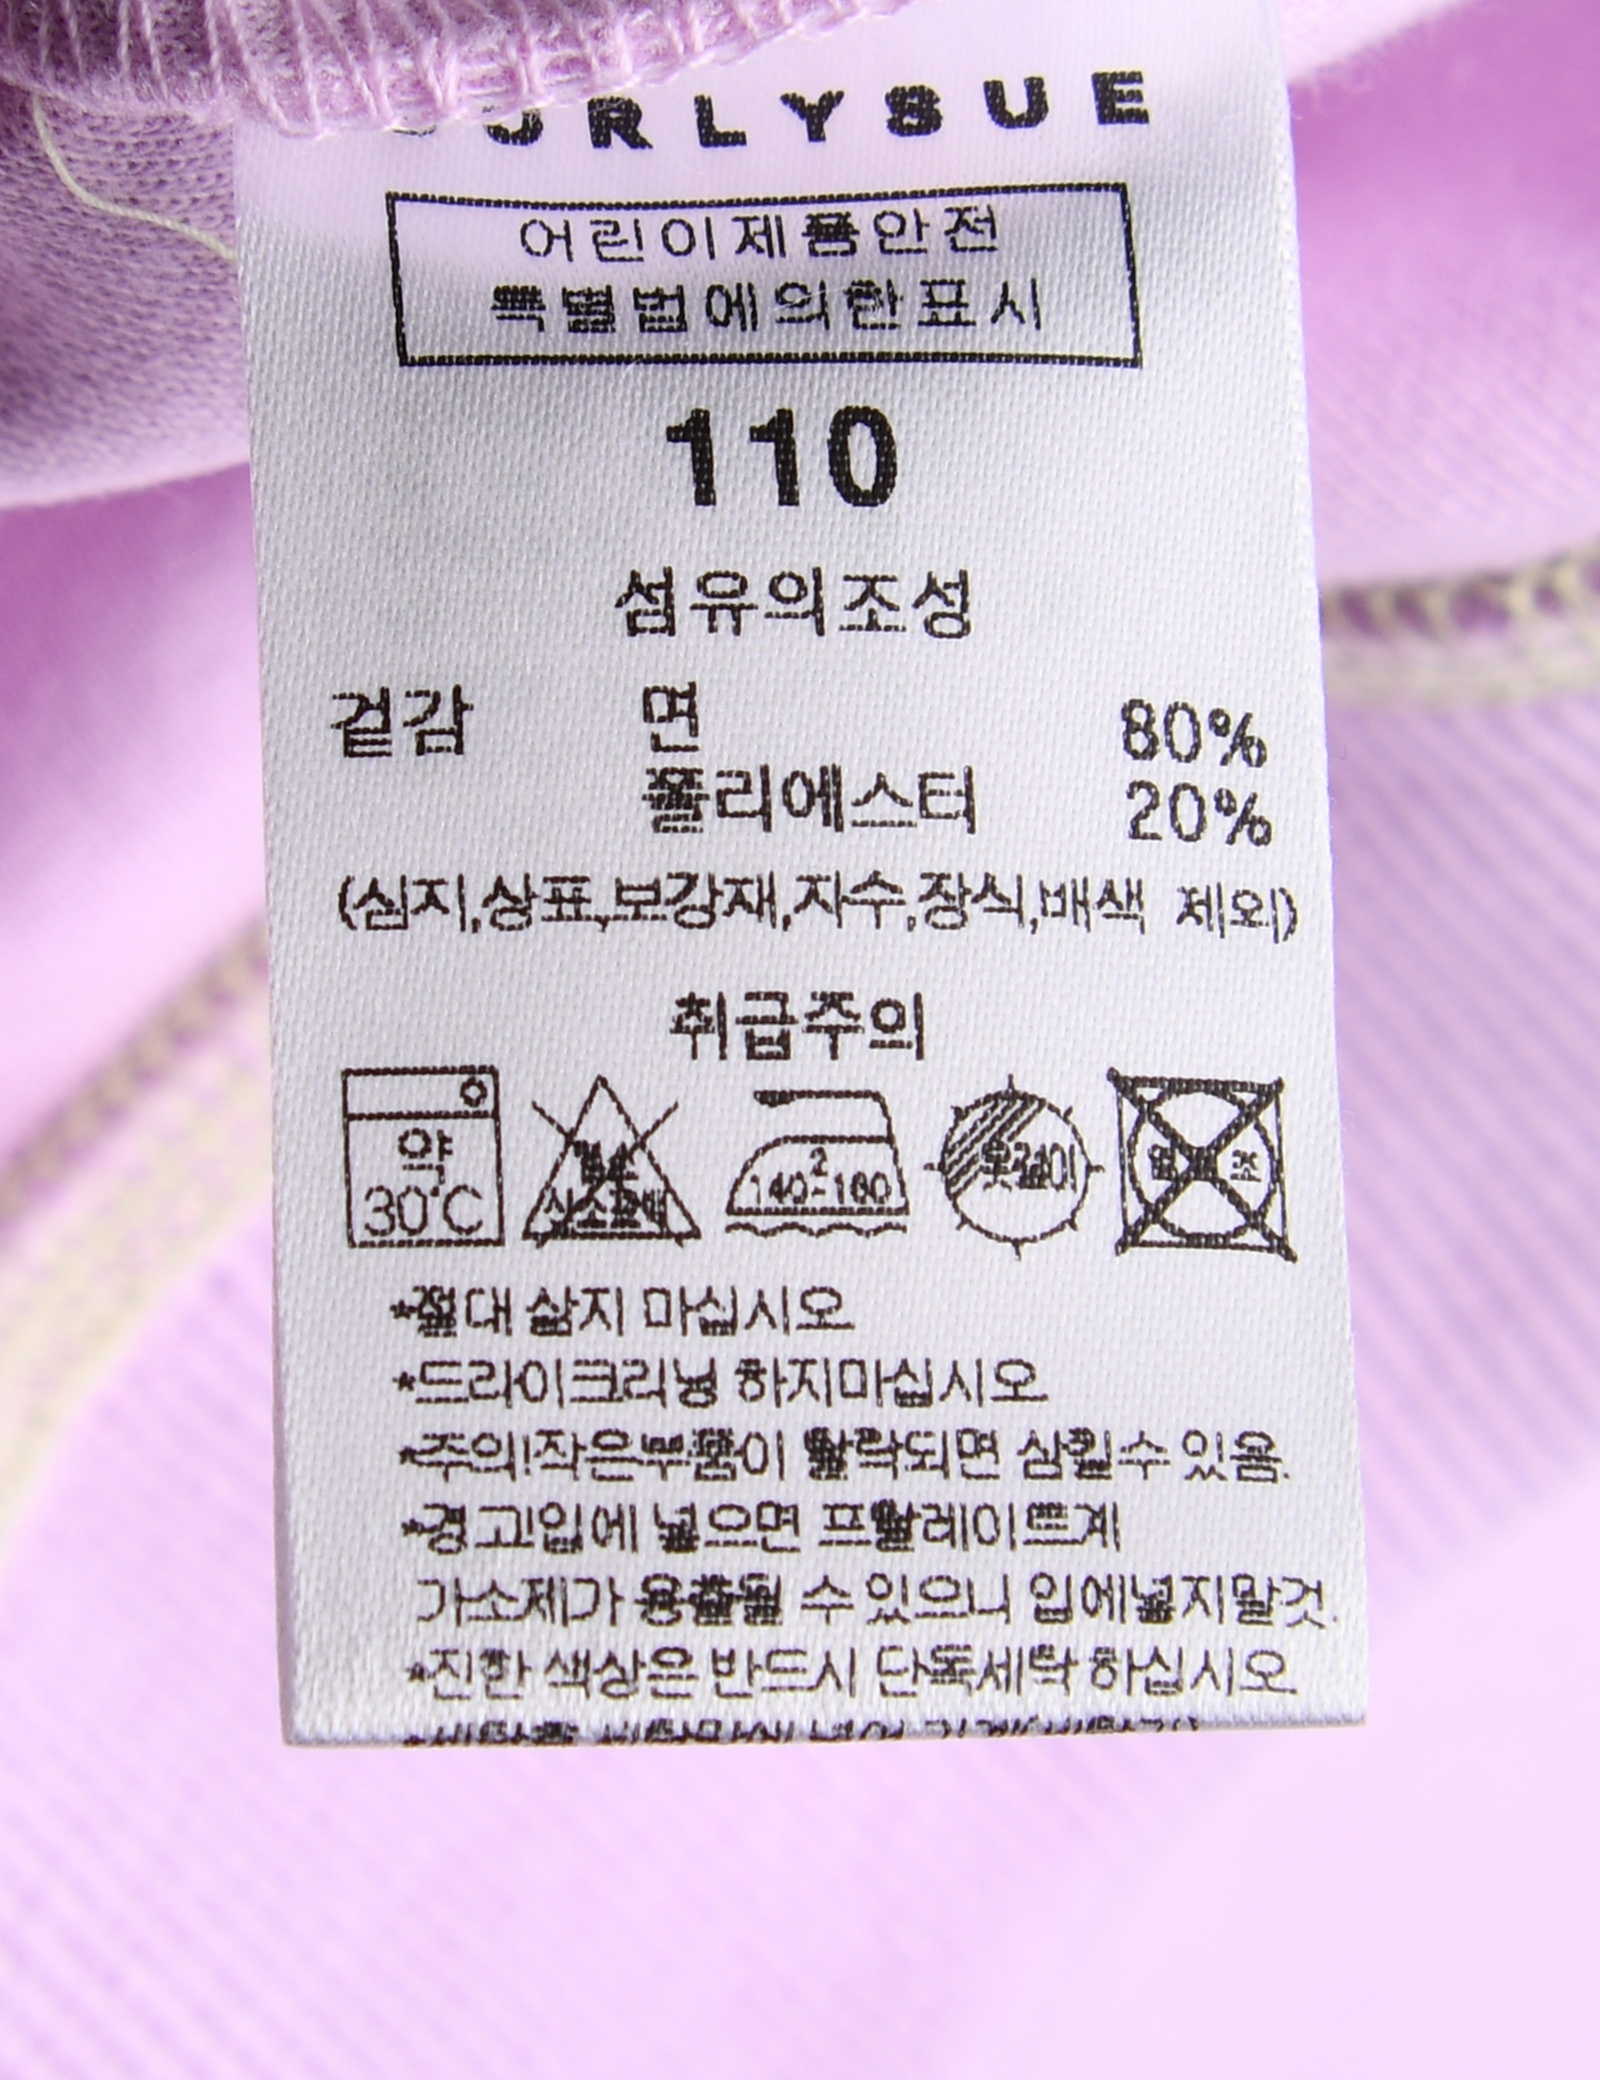 URLYSUE
어린이제품안전
특별법에의한표시
110
섬유의조성
겉감 면 80%
폴리에스터 20%
(심지,상표,보강재,자수,장식,배색 제외)
취급주의
약 30℃
염소 산소표백
2 140-160
옷걸이
*절대 삶지 마십시오
*드라이크리닝 하지마십시오
*주의!작은부품이 탈락되면 삼킬수 있음.
*경고!입에 넣으면 프탈레이트계
가소제가 용출될 수 있으니 입에넣지말것.
*진한 색상은 반드시 단독세탁 하십시오